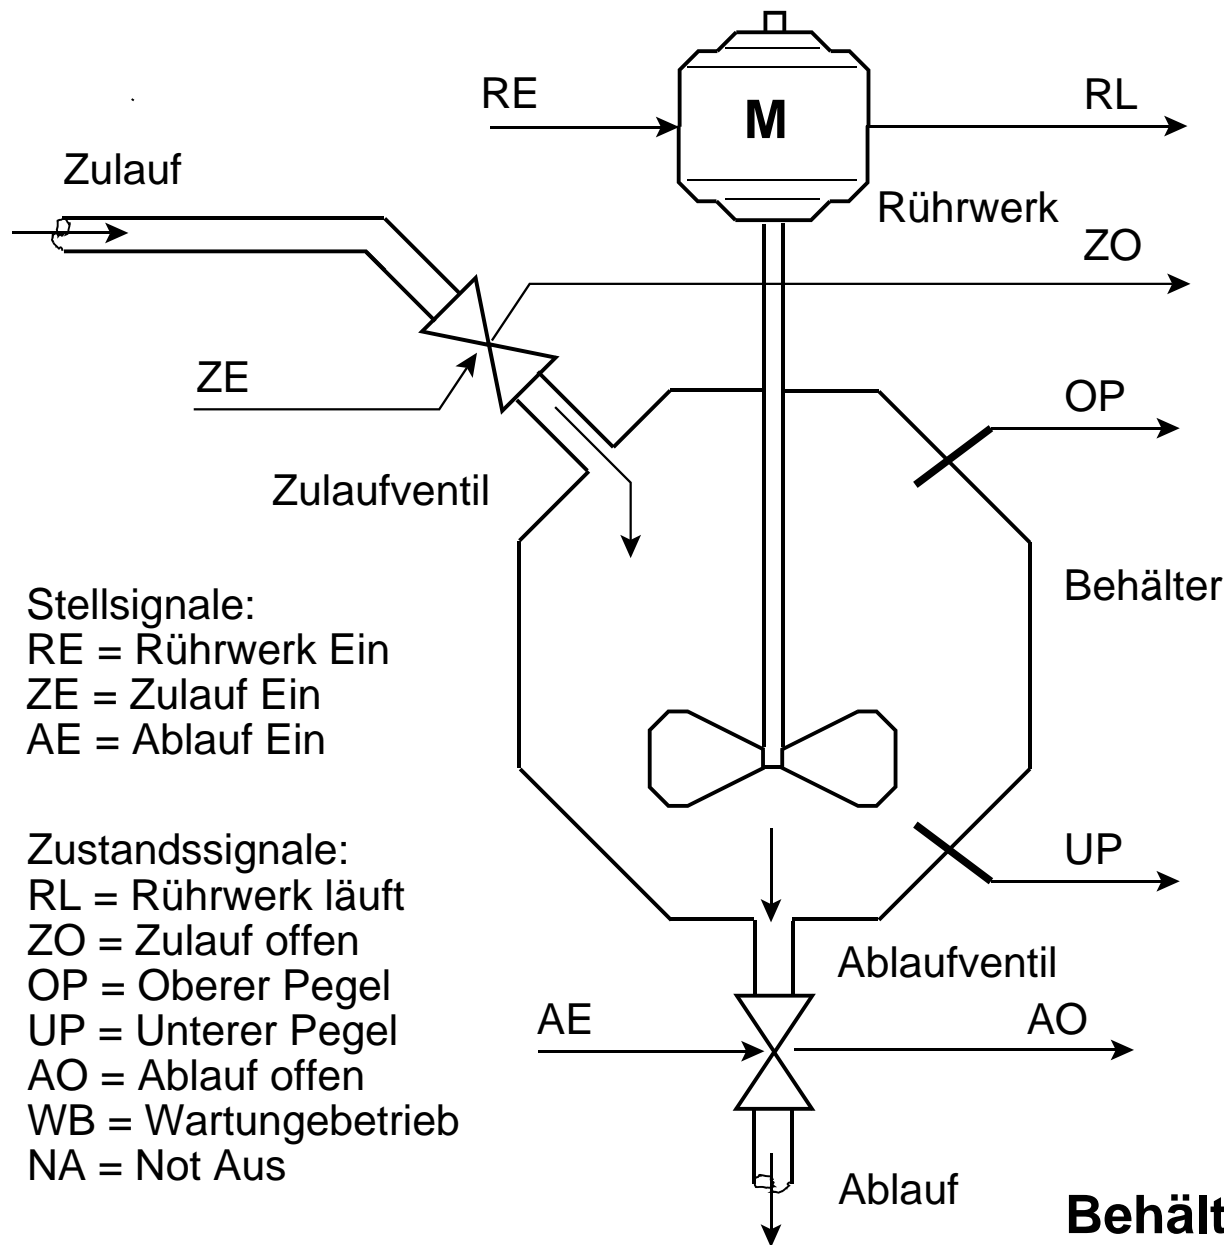 RE
M
RL
Zulauf
Rührwerk
ZO
ZE
OP
Zulaufventil
Behälter
Stellsignale:
RE = Rührwerk Ein
ZE = Zulauf Ein
AE = Ablauf Ein
Zustandssignale:
RL = Rührwerk läuft
ZO = Zulauf offen
OP = Oberer Pegel
UP = Unterer Pegel
AO = Ablauf offen
WB = Wartungebetrieb
NA = Not Aus
UP
Ablaufventil
AE
AO
Ablauf
Behält